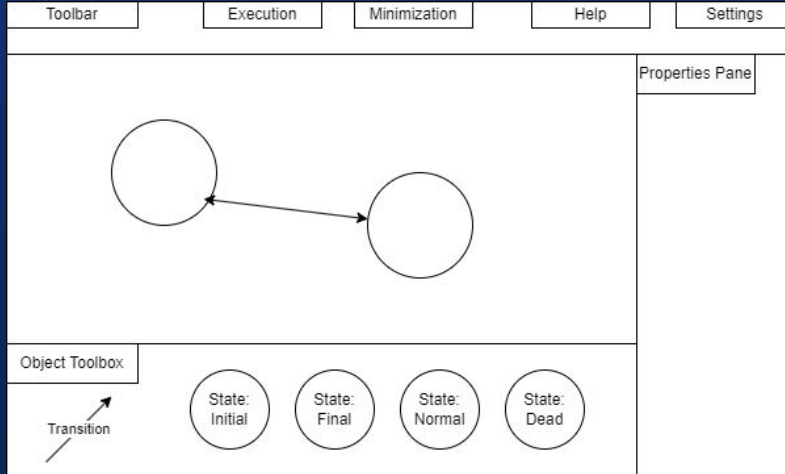 Toolbar
Execution
Minimization
Help
Settings
Properties Pane
Object Toolbox
Transition
State:
Initial
State:
Final
State:
Normal
State:
Dead